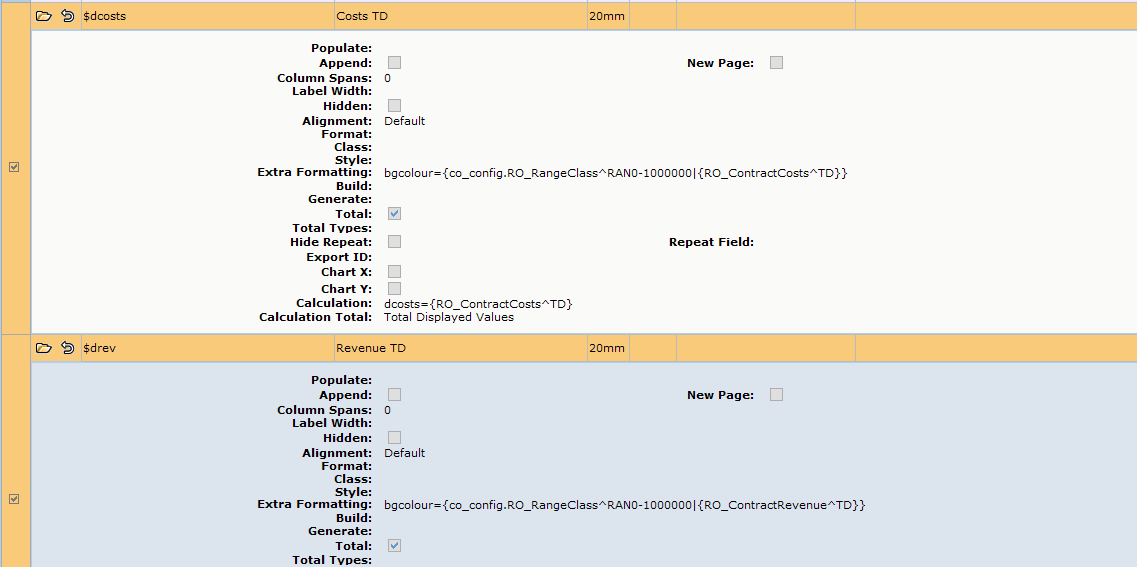 $dcosts Costs TD 20mm
Populate:
Append: New Page:
Column Spans: 0
Label Width:
Hidden:
Alignment: Default
Format:
Class:
Style:
Extra Formatting: bgcolour={co_config.RO_RangeClass^RAN0-1000000|{RO_ContractCosts^TD}}
Build:
Generate:
Total:
Total Types:
Hide Repeat: Repeat Field:
Export ID:
Chart X:
Chart Y:
Calculation: dcosts={RO_ContractCosts^TD}
Calculation Total: Total Displayed Values
$drev Revenue TD 20mm
Populate:
Append: New Page:
Column Spans: 0
Label Width:
Hidden:
Alignment: Default
Format:
Class:
Style:
Extra Formatting: bgcolour={co_config.RO_RangeClass^RAN0-1000000|{RO_ContractRevenue^TD}}
Build:
Generate:
Total:
Total Types: